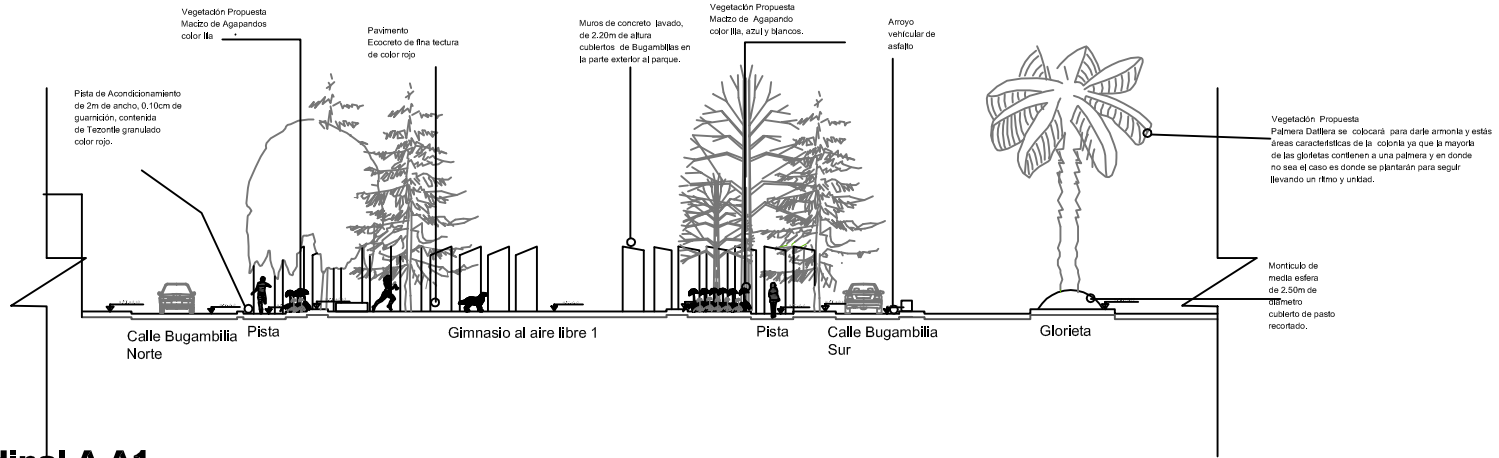 Vegetación Propuesta
Macizo de Agapandos
color lila
Pavimento
Ecocreto de fina tectura
de color rojo
Muros de concreto lavado,
de 2.20m de altura
cubiertos de Bugambilias en
la parte exterior al parque.
Vegetación Propuesta
Macizo de Agapando
color lila, azul y blancos.
Arroyo
vehícular de
asfalto
Pista de Acondicionamiento
de 2m de ancho, 0.10cm de
guarnición, contenida
de Tezontle granulado
color rojo.
Vegetación Propuesta
Palmera Datilera se colocará para darle armonía y estás
áreas características de la colonia ya que la mayoría
de las glorietas contienen a una palmera y en donde
no sea el caso es donde se plantarán para seguir
llevando un ritmo y unidad.
Montículo de
media esfera
de 2.50m de
diámetro
cubierto de pasto
recortado.
Calle Bugambilia
Norte
Pista
Gimnasio al aire libre 1
Pista
Calle Bugambilia
Sur
Glorieta
A-A1